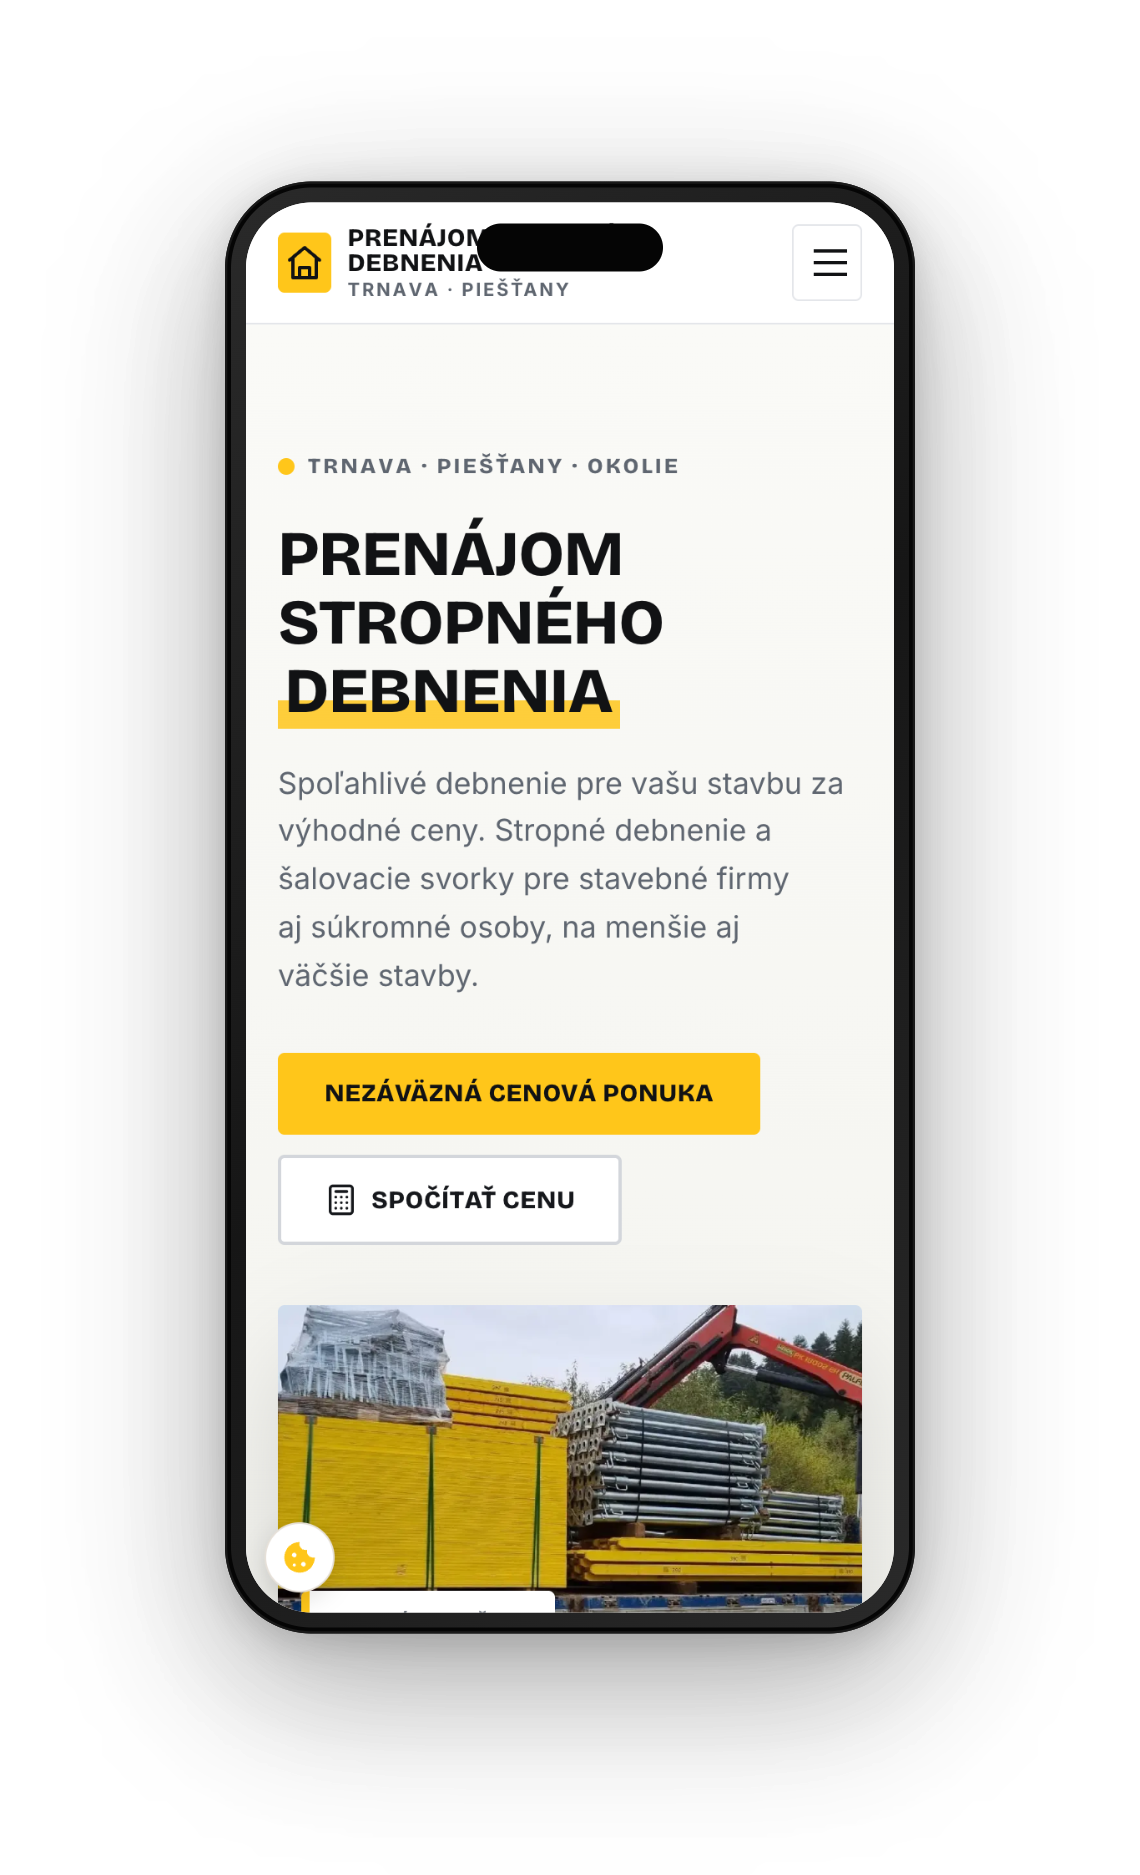 PRENÁJOM
DEBNENIA
TRNAVA · PIEŠŤANY
TRNAVA · PIEŠŤANY · OKOLIE
PRENÁJOM
STROPNÉHO
DEBNENIA
Spoľahlivé debnenie pre vašu stavbu za
výhodné ceny. Stropné debnenie a
šalovacie svorky pre stavebné firmy
aj súkromné osoby, na menšie aj
väčšie stavby.
NEZÁVÄZNÁ CENOVÁ PONUKA
SPOČÍTAŤ CENU